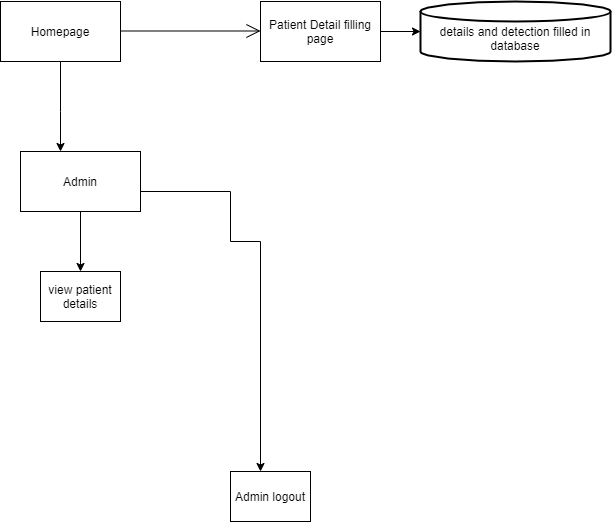 Homepage
Patient Detail filling
page
details and detection filled in
database
Admin
view patient
details
Admin logout